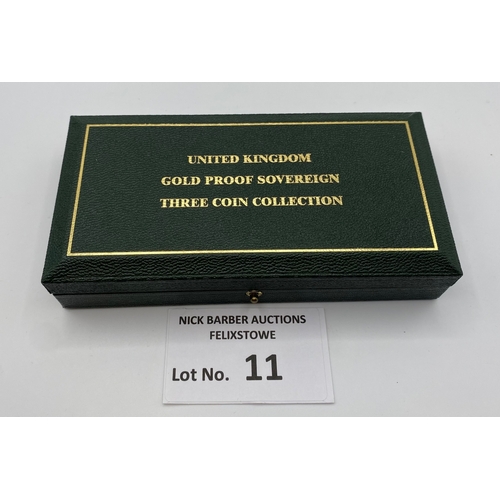 UNITED KINGDOM
GOLD PROOF SOVEREIGN
THREE COIN COLLECTION
NICK BARBER AUCTIONS
FELIXSTOWE
Lot No. 11